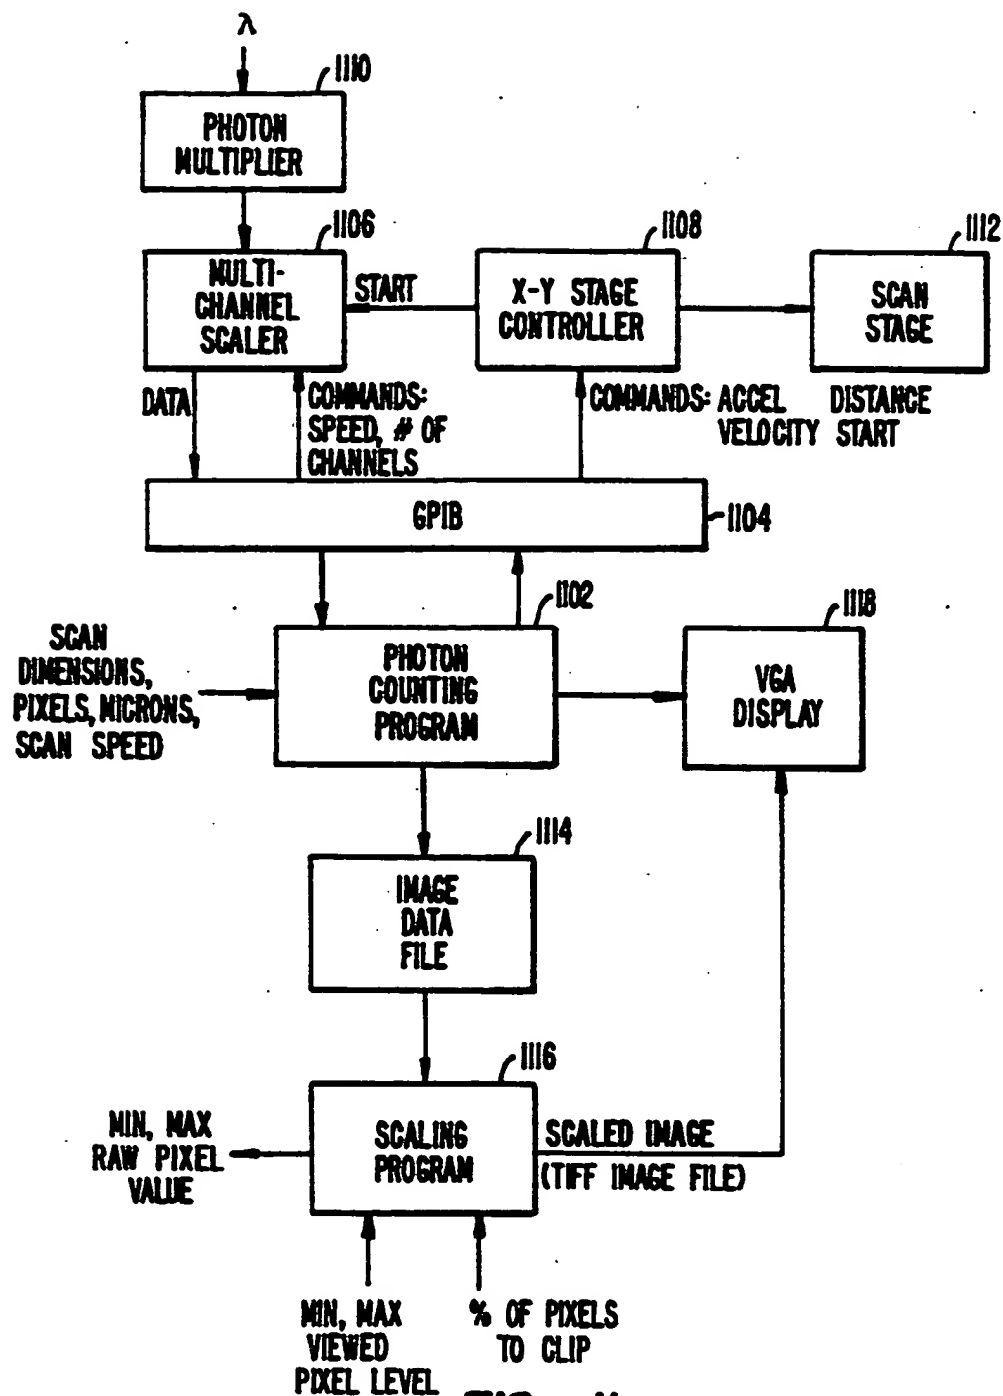 λ
1110
PHOTON
MULTIPLIER
1106
MULTI-
CHANNEL
SCALER
START
1108
X-Y STAGE
CONTROLLER
1112
SCAN
STAGE
DATA
COMMANDS:
SPEED, # OF
CHANNELS
COMMANDS: ACCEL DISTANCE
VELOCITY START
GPIB
1104
1102
PHOTON
COUNTING
PROGRAM
1118
VGA
DISPLAY
SCAN
DIMENSIONS,
PIXELS, MICRONS,
SCAN SPEED
1114
IMAGE
DATA
FILE
1116
SCALING
PROGRAM
MIN, MAX
RAW PIXEL
VALUE
SCALED IMAGE
(TIFF IMAGE FILE)
MIN, MAX
VIEWED
PIXEL LEVEL
% OF PIXELS
TO CLIP